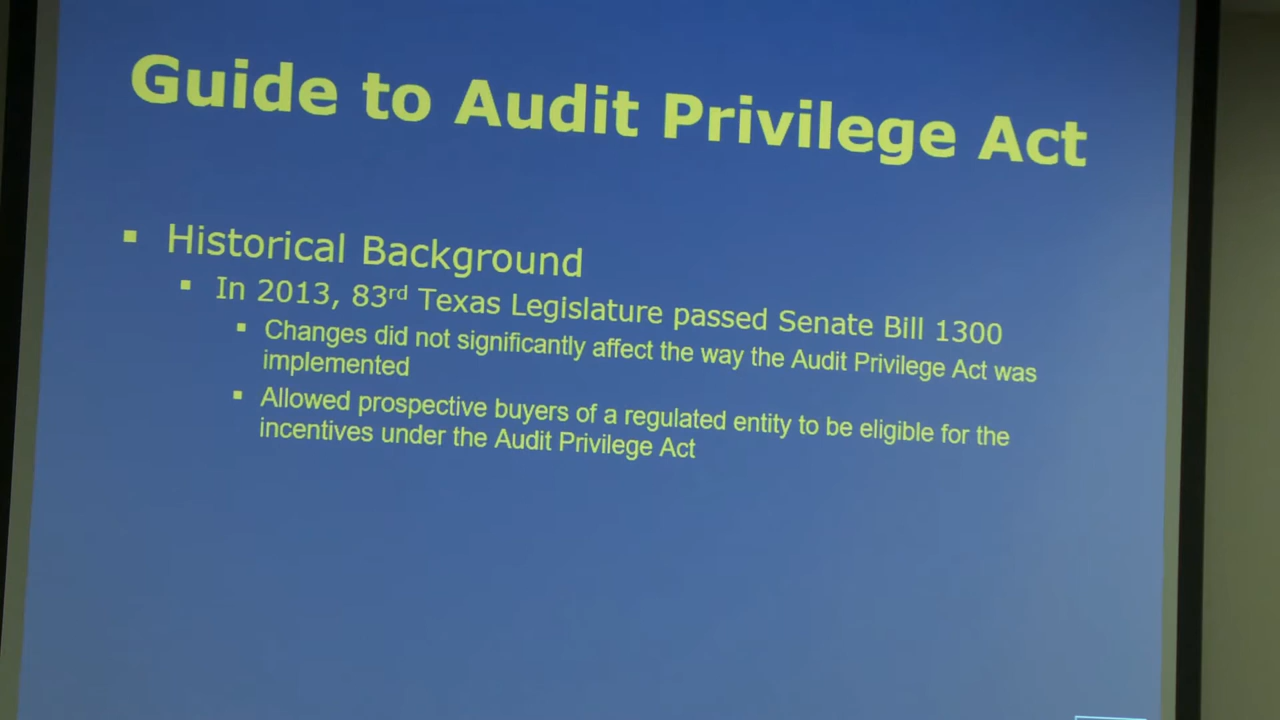 Guide to Audit Privilege Act
▪ Historical Background
▪ In 2013, 83rd Texas Legislature passed Senate Bill 1300
▪ Changes did not significantly affect the way the Audit Privilege Act was
implemented
▪ Allowed prospective buyers of a regulated entity to be eligible for the
incentives under the Audit Privilege Act